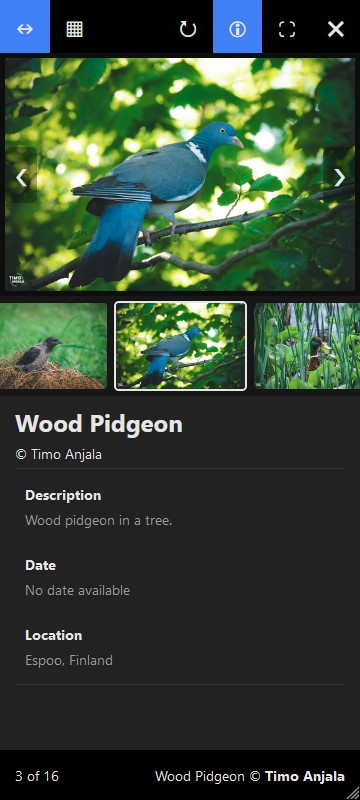 TIMO
ANJALA
Wood Pidgeon
© Timo Anjala
Description
Wood pidgeon in a tree.
Date
No date available
Location
Espoo, Finland
3 of 16
Wood Pidgeon © Timo Anjala